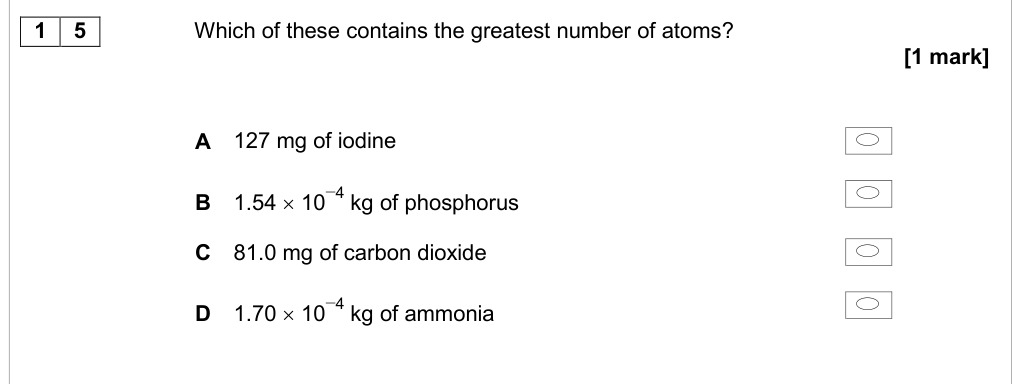 1 5 Which of these contains the greatest number of atoms?
[1 mark]
A 127 mg of iodine
B 1.54 × 10⁻⁴ kg of phosphorus
C 81.0 mg of carbon dioxide
D 1.70 × 10⁻⁴ kg of ammonia